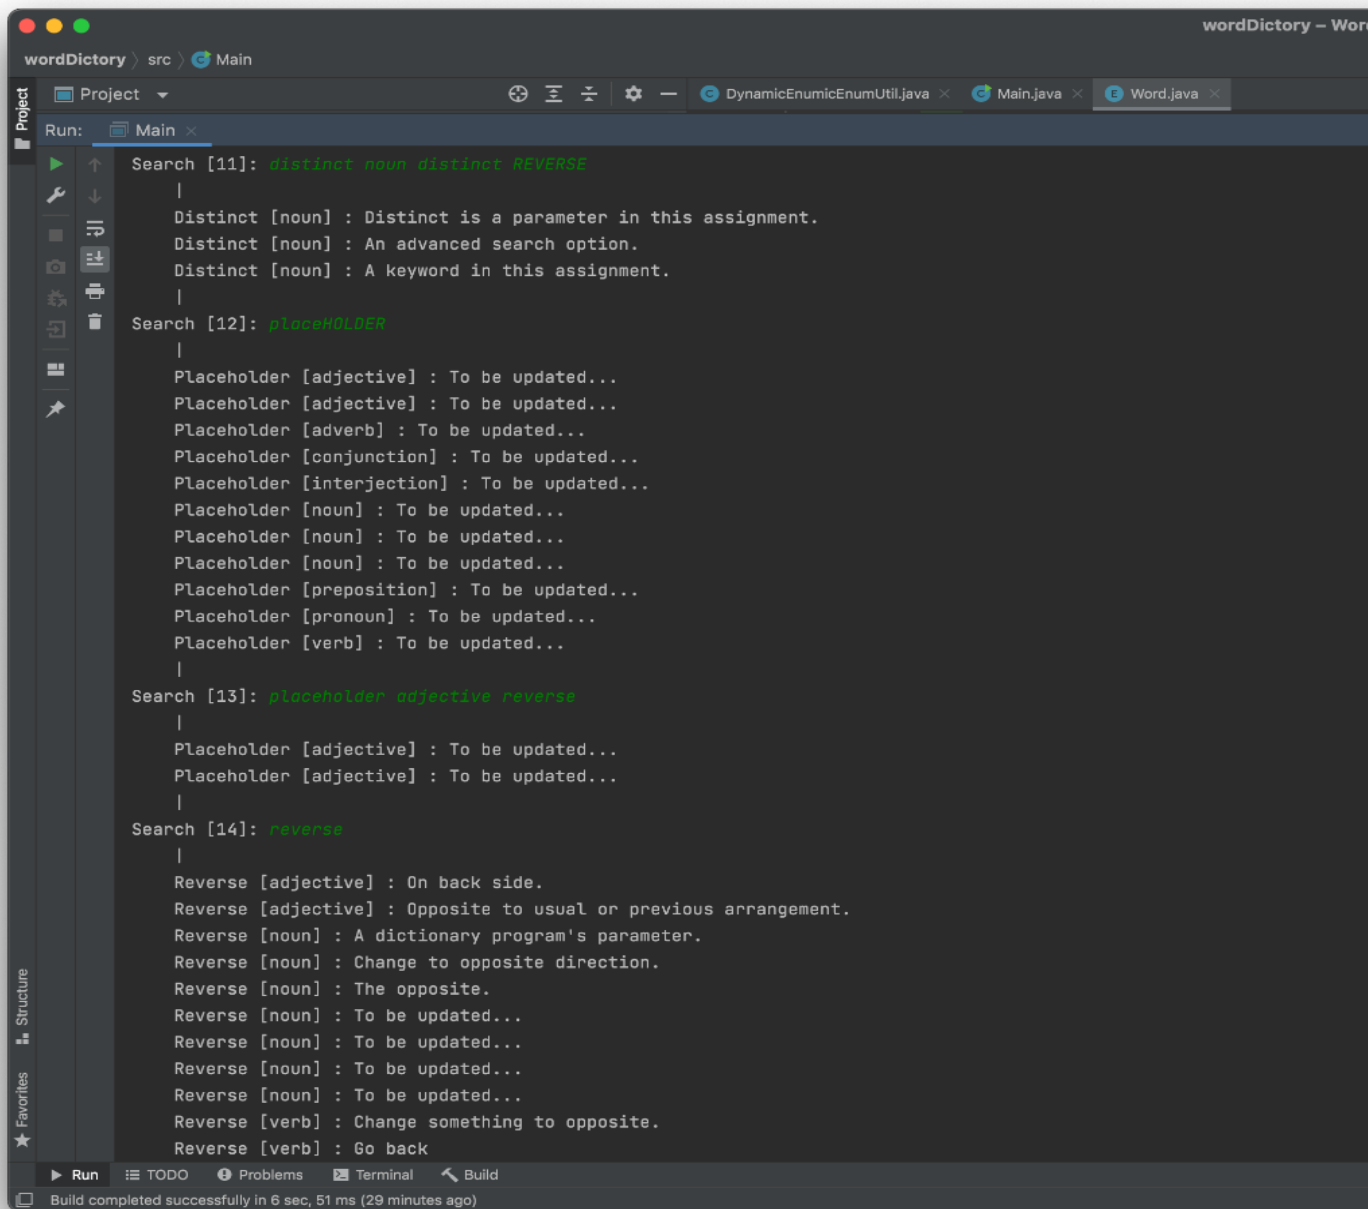 wordDictory – Word
wordDictory src Main
Project DynamicEnumicEnumUtil.java Main.java Word.java
Project
Run: Main
Search [11]: distinct noun distinct REVERSE
|
Distinct [noun] : Distinct is a parameter in this assignment.
Distinct [noun] : An advanced search option.
Distinct [noun] : A keyword in this assignment.
|
Search [12]: placeHOLDER
|
Placeholder [adjective] : To be updated...
Placeholder [adjective] : To be updated...
Placeholder [adverb] : To be updated...
Placeholder [conjunction] : To be updated...
Placeholder [interjection] : To be updated...
Placeholder [noun] : To be updated...
Placeholder [noun] : To be updated...
Placeholder [noun] : To be updated...
Placeholder [preposition] : To be updated...
Placeholder [pronoun] : To be updated...
Placeholder [verb] : To be updated...
|
Search [13]: placeholder adjective reverse
|
Placeholder [adjective] : To be updated...
Placeholder [adjective] : To be updated...
|
Search [14]: reverse
|
Reverse [adjective] : On back side.
Reverse [adjective] : Opposite to usual or previous arrangement.
Reverse [noun] : A dictionary program's parameter.
Reverse [noun] : Change to opposite direction.
Reverse [noun] : The opposite.
Reverse [noun] : To be updated...
Reverse [noun] : To be updated...
Reverse [noun] : To be updated...
Reverse [noun] : To be updated...
Reverse [verb] : Change something to opposite.
Reverse [verb] : Go back
Structure
Favorites
Run TODO Problems Terminal Build
Build completed successfully in 6 sec, 51 ms (29 minutes ago)